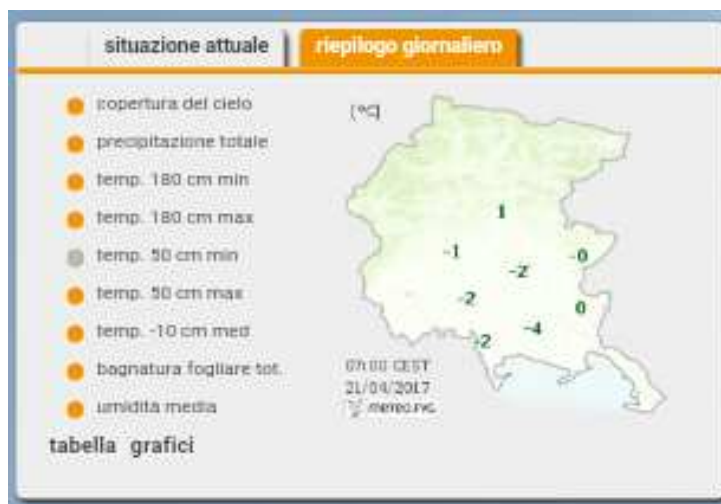 situazione attuale
riepilogo giornaliero
copertura del cielo
precipitazione totale
temp. 180 cm min
temp. 180 cm max
temp. 50 cm min
temp. 50 cm max
temp. -10 cm med
bagnatura fogliare tot.
umidità media
tabella grafici
[°C]
1
-1
-0
-2
-2
0
-4
-2
07:00 CEST
21/04/2017
meteo.FVG